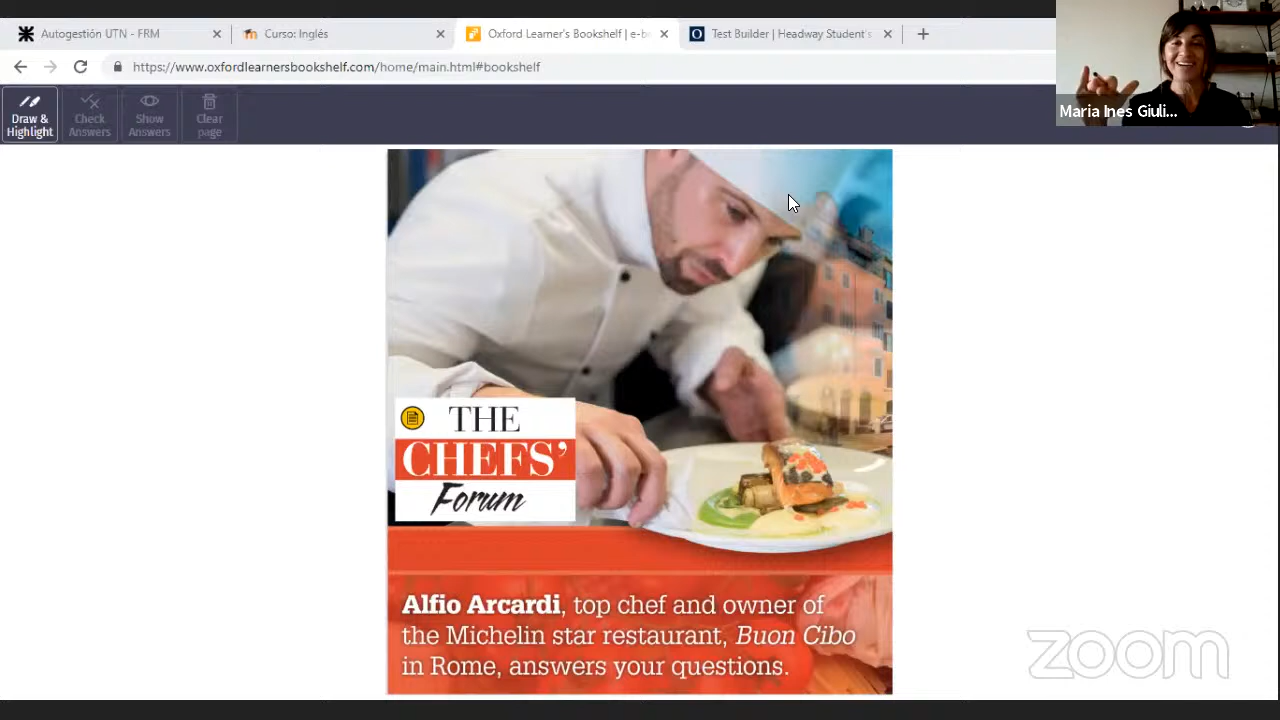 Autogestión UTN - FRM
Curso: Inglés
Oxford Learner's Bookshelf | e-b
Test Builder | Headway Student's
https://www.oxfordlearnersbookshelf.com/home/main.html#bookshelf
Draw & Highlight
Check Answers
Show Answers
Clear page
Maria Ines Giuli...
THE
CHEFS'
Forum
Alfio Arcardi, top chef and owner of
the Michelin star restaurant, Buon Cibo
in Rome, answers your questions.
zoom